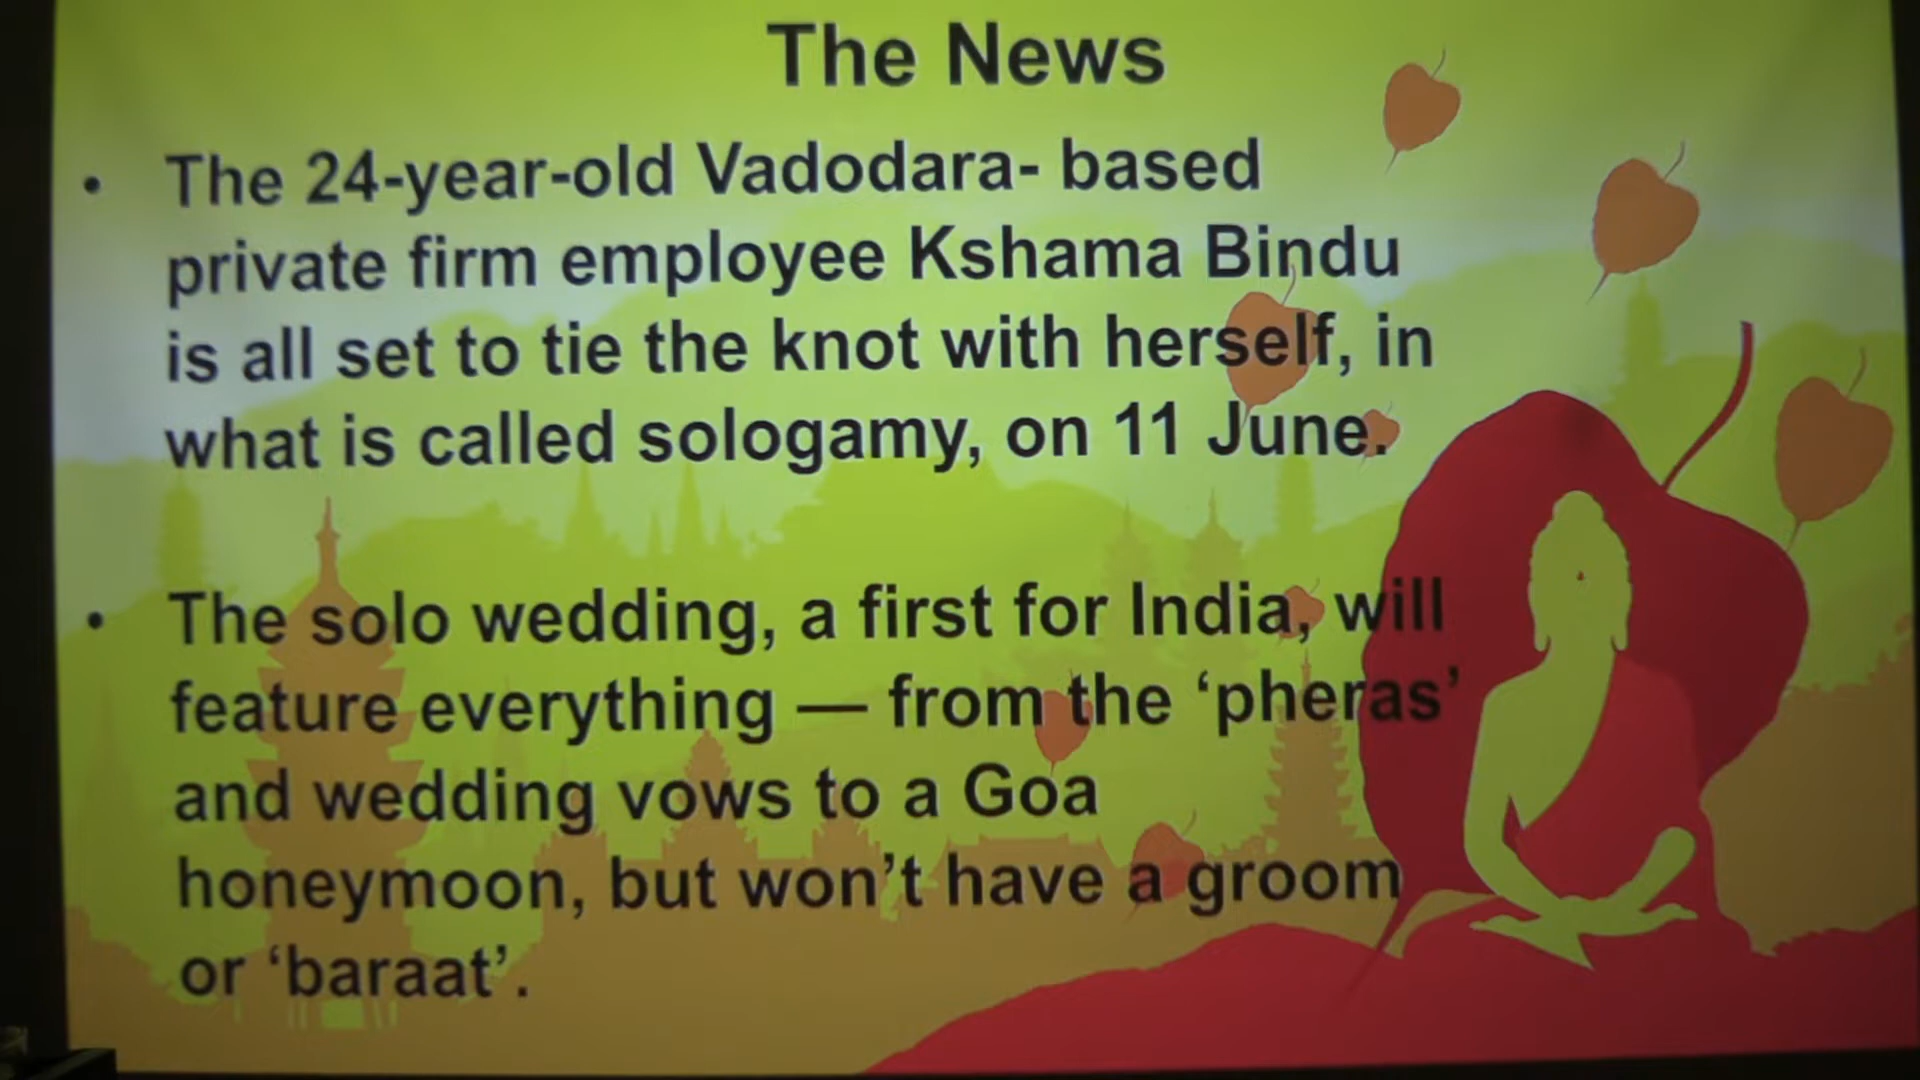 The News
• The 24-year-old Vadodara- based
private firm employee Kshama Bindu
is all set to tie the knot with herself, in
what is called sologamy, on 11 June.
• The solo wedding, a first for India, will
feature everything — from the ‘pheras’
and wedding vows to a Goa
honeymoon, but won’t have a groom
or ‘baraat’.